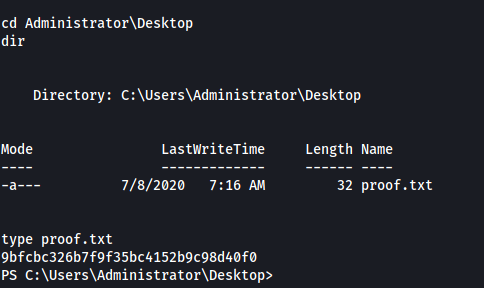 cd Administrator\Desktop
dir
Directory: C:\Users\Administrator\Desktop
Mode LastWriteTime Length Name
---- ------------- ------ ----
-a--- 7/8/2020 7:16 AM 32 proof.txt
type proof.txt
9bfcbc326b7f9f35bc4152b9c98d40f0
PS C:\Users\Administrator\Desktop>